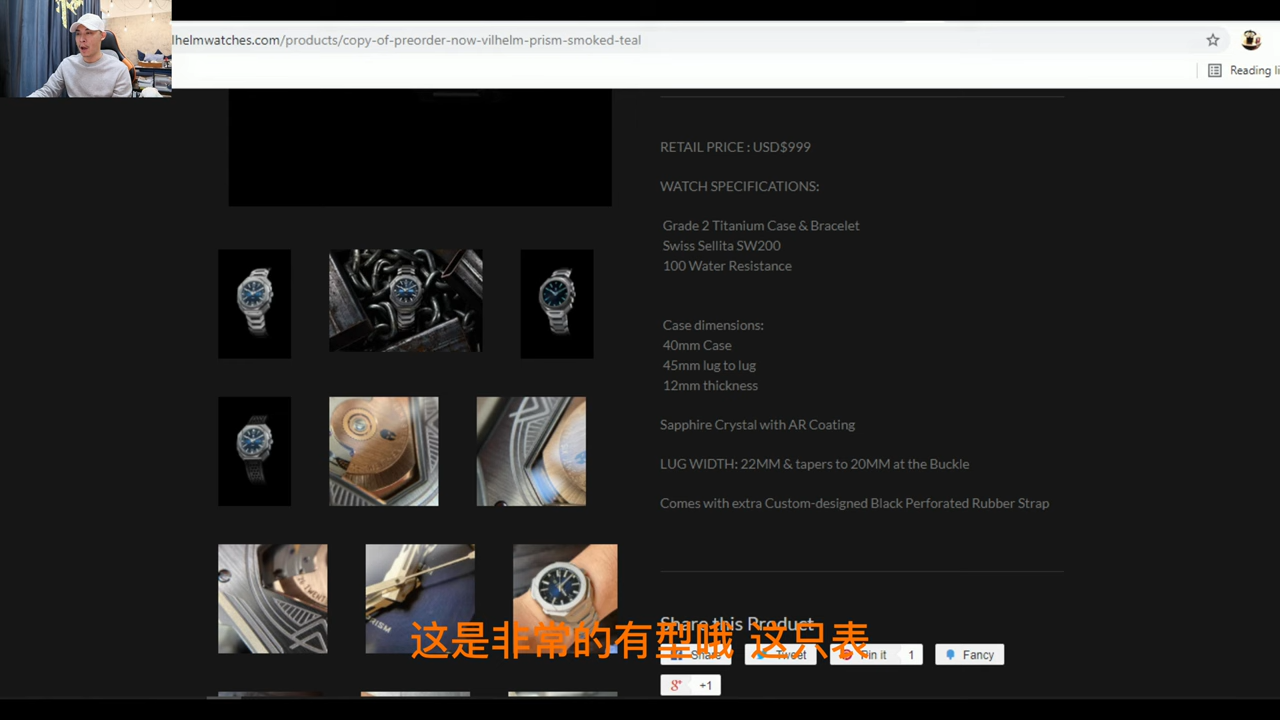 lhelmwatches.com/products/copy-of-preorder-now-vilhelm-prism-smoked-teal
Reading li
RETAIL PRICE : USD$999
WATCH SPECIFICATIONS:
Grade 2 Titanium Case & Bracelet
Swiss Sellita SW200
100 Water Resistance
Case dimensions:
40mm Case
45mm lug to lug
12mm thickness
Sapphire Crystal with AR Coating
LUG WIDTH: 22MM & tapers to 20MM at the Buckle
Comes with extra Custom-designed Black Perforated Rubber Strap
Share this Product
这是非常的有型哦 这只表
Share
Tweet
Pin it
1
Fancy
g+
+1